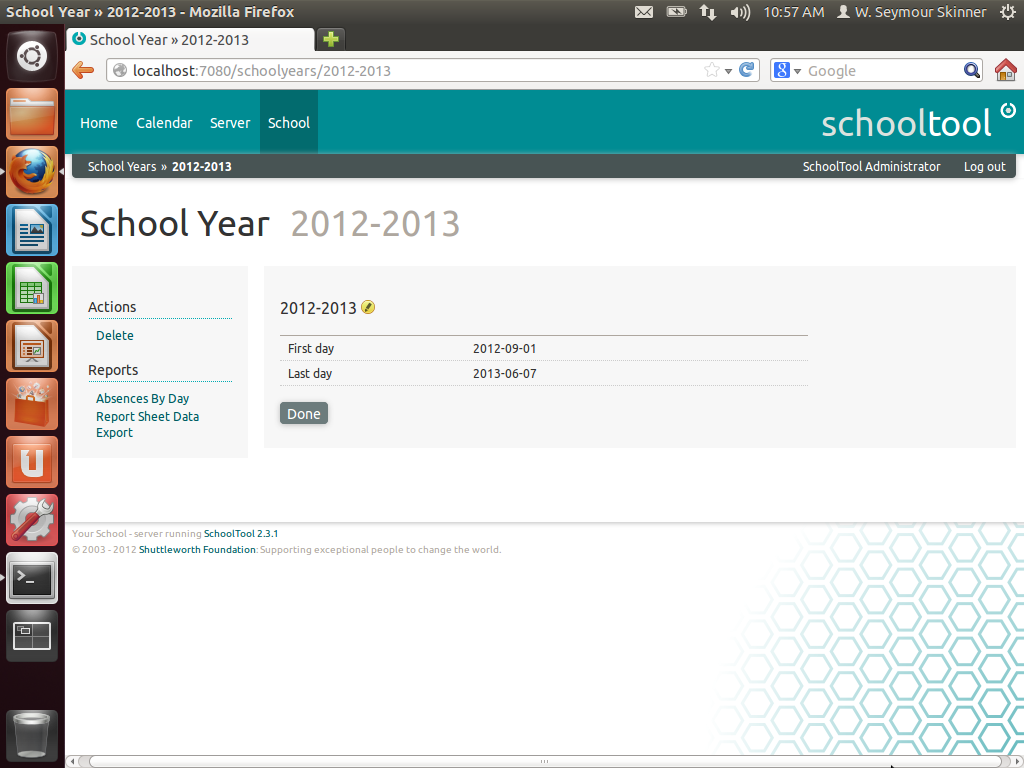 School Year » 2012-2013 - Mozilla Firefox
10:57 AM W. Seymour Skinner
School Year » 2012-2013
localhost:7080/schoolyears/2012-2013
8 Google
Home Calendar Server School
schooltool
School Years » 2012-2013
SchoolTool Administrator Log out
School Year 2012-2013
Actions
Delete
Reports
Absences By Day
Report Sheet Data
Export
2012-2013
First day 2012-09-01
Last day 2013-06-07
Done
Your School - server running SchoolTool 2.3.1
© 2003 - 2012 Shuttleworth Foundation: Supporting exceptional people to change the world.